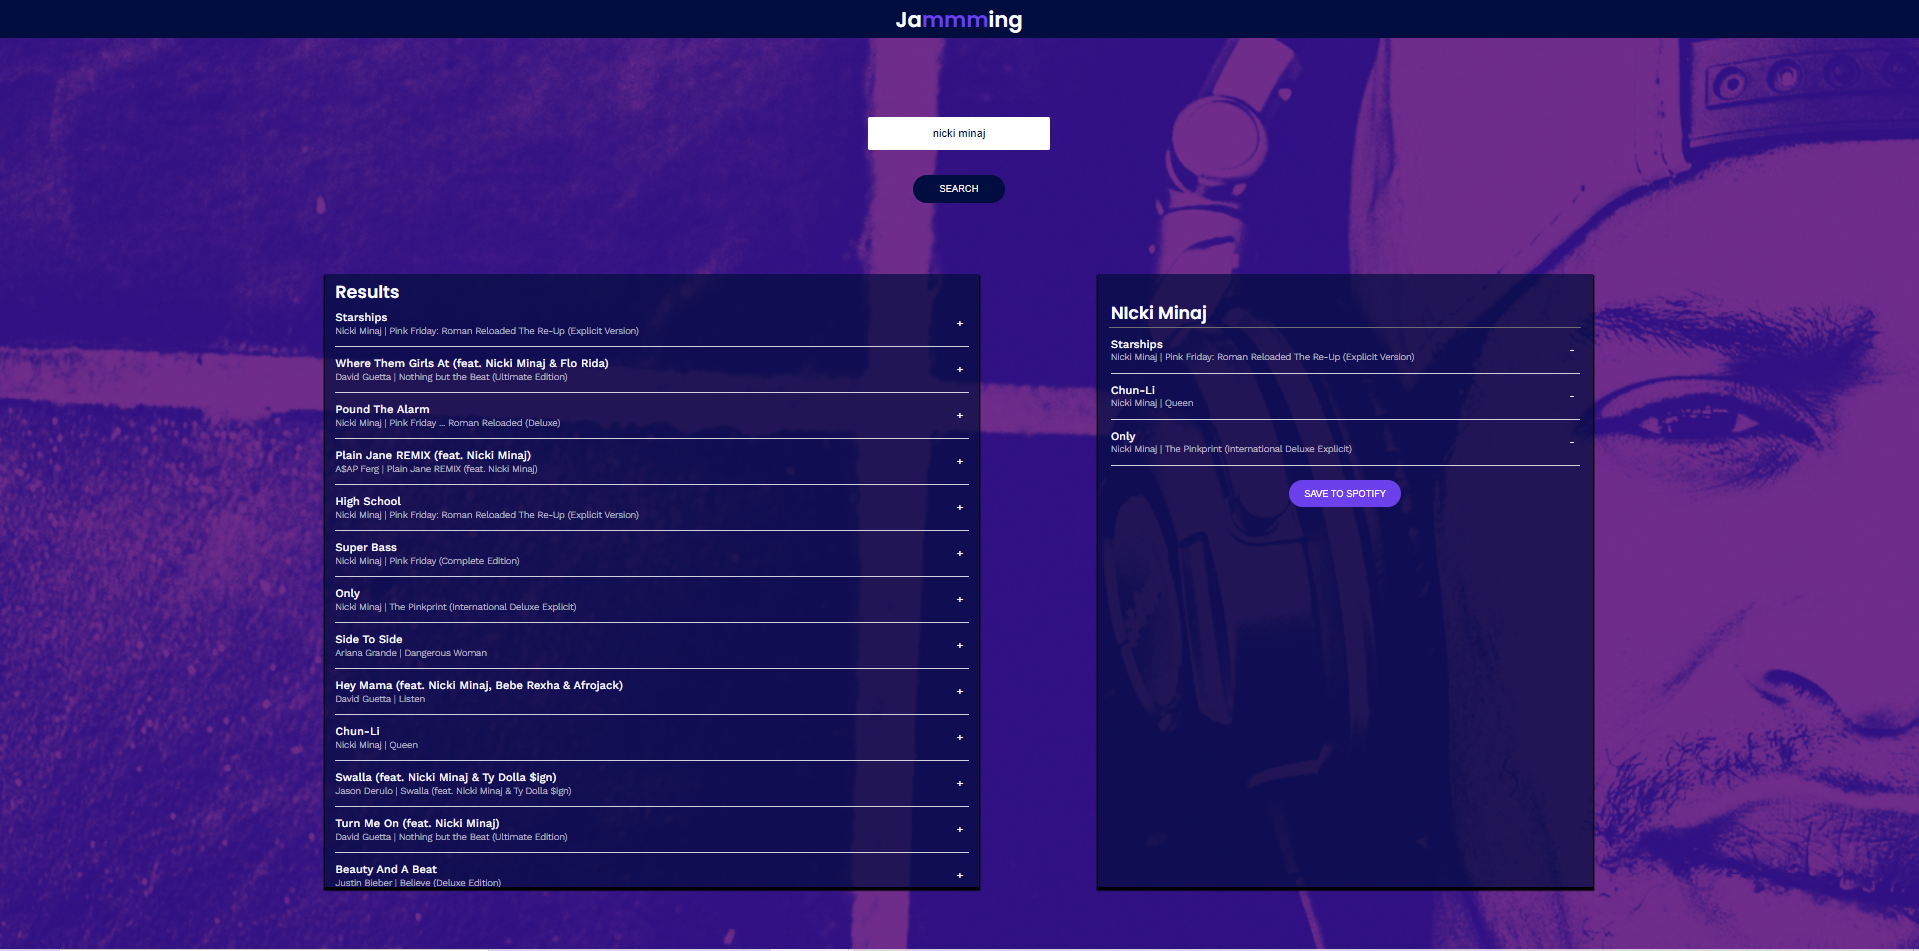 Jammming
nicki minaj
SEARCH
Results
Starships
Nicki Minaj | Pink Friday: Roman Reloaded The Re-Up (Explicit Version)
+
Where Them Girls At (feat. Nicki Minaj & Flo Rida)
David Guetta | Nothing but the Beat (Ultimate Edition)
+
Pound The Alarm
Nicki Minaj | Pink Friday ... Roman Reloaded (Deluxe)
+
Plain Jane REMIX (feat. Nicki Minaj)
A$AP Ferg | Plain Jane REMIX (feat. Nicki Minaj)
+
High School
Nicki Minaj | Pink Friday: Roman Reloaded The Re-Up (Explicit Version)
+
Super Bass
Nicki Minaj | Pink Friday (Complete Edition)
+
Only
Nicki Minaj | The Pinkprint (International Deluxe Explicit)
+
Side To Side
Ariana Grande | Dangerous Woman
+
Hey Mama (feat. Nicki Minaj, Bebe Rexha & Afrojack)
David Guetta | Listen
+
Chun-Li
Nicki Minaj | Queen
+
Swalla (feat. Nicki Minaj & Ty Dolla $ign)
Jason Derulo | Swalla (feat. Nicki Minaj & Ty Dolla $ign)
+
Turn Me On (feat. Nicki Minaj)
David Guetta | Nothing but the Beat (Ultimate Edition)
+
Beauty And A Beat
Justin Bieber | Believe (Deluxe Edition)
+
NIcki Minaj
Starships
Nicki Minaj | Pink Friday: Roman Reloaded The Re-Up (Explicit Version)
-
Chun-Li
Nicki Minaj | Queen
-
Only
Nicki Minaj | The Pinkprint (International Deluxe Explicit)
-
SAVE TO SPOTIFY